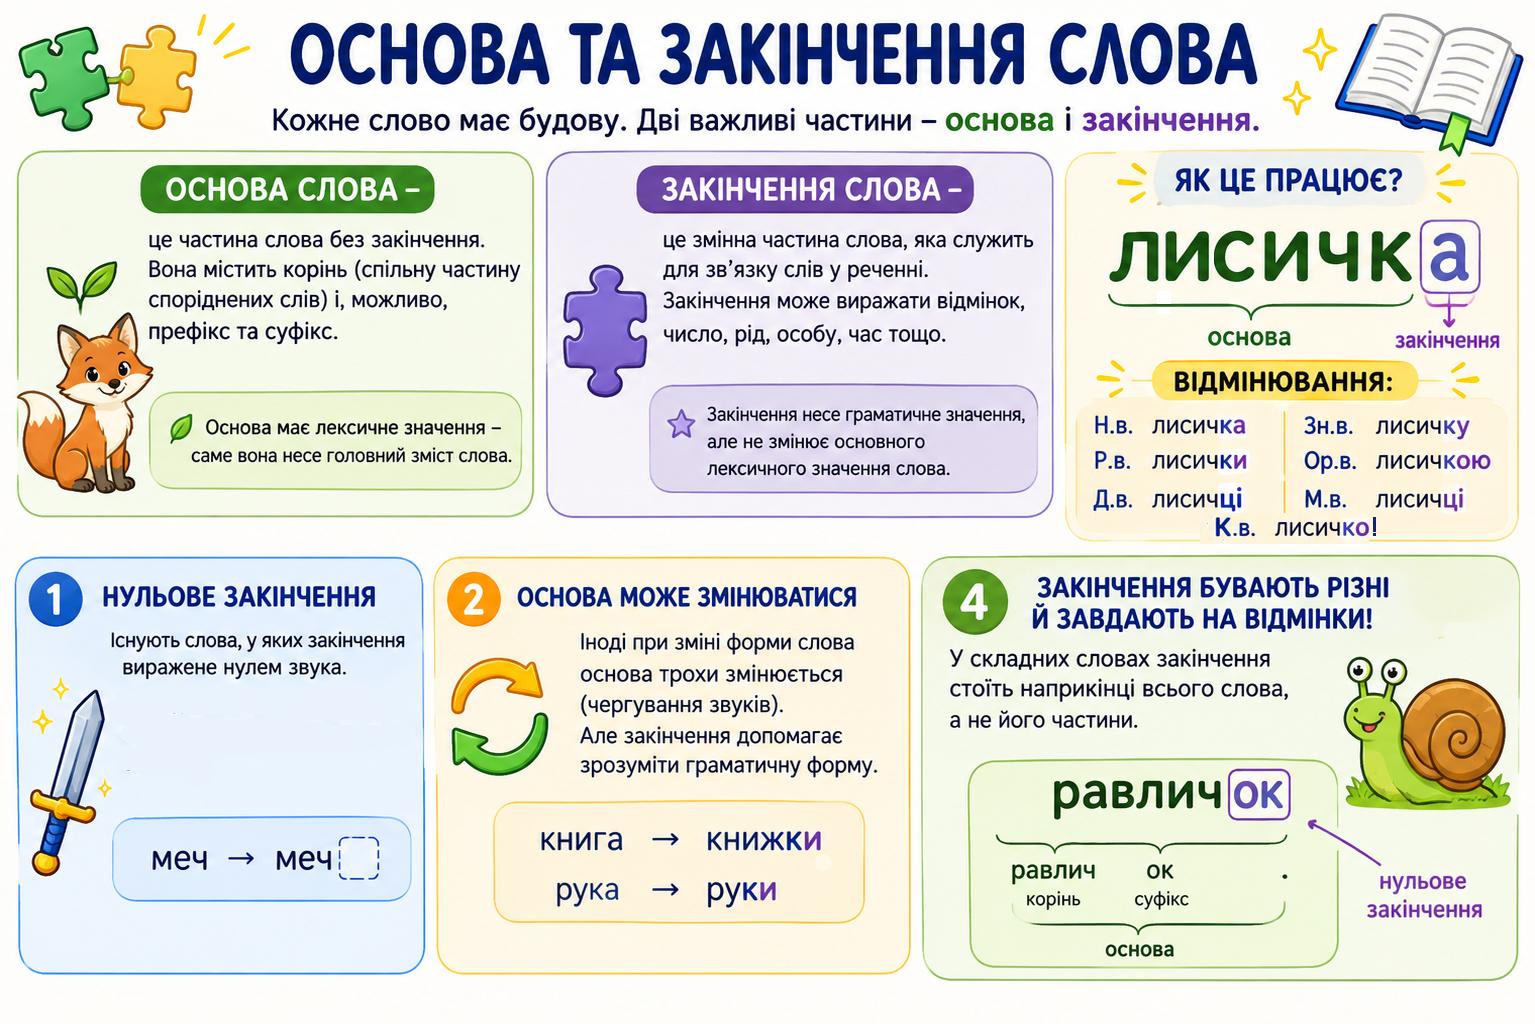 ОСНОВА ТА ЗАКІНЧЕННЯ СЛОВА
Кожне слово має будову. Дві важливі частини – основа і закінчення.
ОСНОВА СЛОВА –
це частина слова без закінчення.
Вона містить корінь (спільну частину
споріднених слів) і, можливо,
префікс та суфікс.
Основа має лексичне значення –
саме вона несе головний зміст слова.
ЗАКІНЧЕННЯ СЛОВА –
це змінна частина слова, яка служить
для зв'язку слів у реченні.
Закінчення може виражати відмінок,
число, рід, особу, час тощо.
Закінчення несе граматичне значення,
але не змінює основного
лексичного значення слова.
ЯК ЦЕ ПРАЦЮЄ?
лисичка
основа
закінчення
ВІДМІНЮВАННЯ:
Н.в. лисичка
Р.в. лисички
Д.в. лисичці
Зн.в. лисичку
Ор.в. лисичкою
М.в. лисичці
К.в. лисичко!
1 НУЛЬОВЕ ЗАКІНЧЕННЯ
Існують слова, у яких закінчення
виражене нулем звука.
меч → меч
2 ОСНОВА МОЖЕ ЗМІНЮВАТИСЯ
Іноді при зміні форми слова
основа трохи змінюється
(чергування звуків).
Але закінчення допомагає
зрозуміти граматичну форму.
книга → книжки
рука → руки
4 ЗАКІНЧЕННЯ БУВАЮТЬ РІЗНІ
Й ЗАВДАЮТЬ НА ВІДМІНКИ!
У складних словах закінчення
стоїть наприкінці всього слова,
а не його частини.
равличок
равлич ок .
корінь суфікс
основа
нульове
закінчення